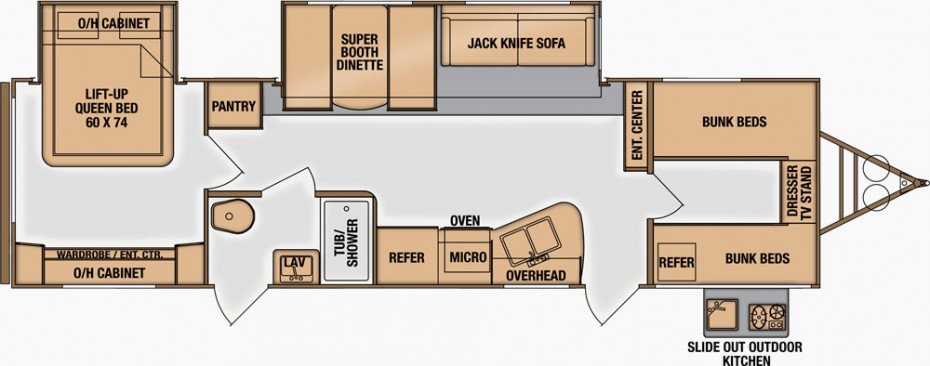 O/H CABINET
LIFT-UP
QUEEN BED
60 X 74
PANTRY
SUPER
BOOTH
DINETTE
JACK KNIFE SOFA
ENT. CENTER
BUNK BEDS
DRESSER
TV STAND
WARDROBE / ENT. CTR.
O/H CABINET
LAV
TUB/
SHOWER
REFER
OVEN
MICRO
OVERHEAD
REFER
BUNK BEDS
SLIDE OUT OUTDOOR
KITCHEN